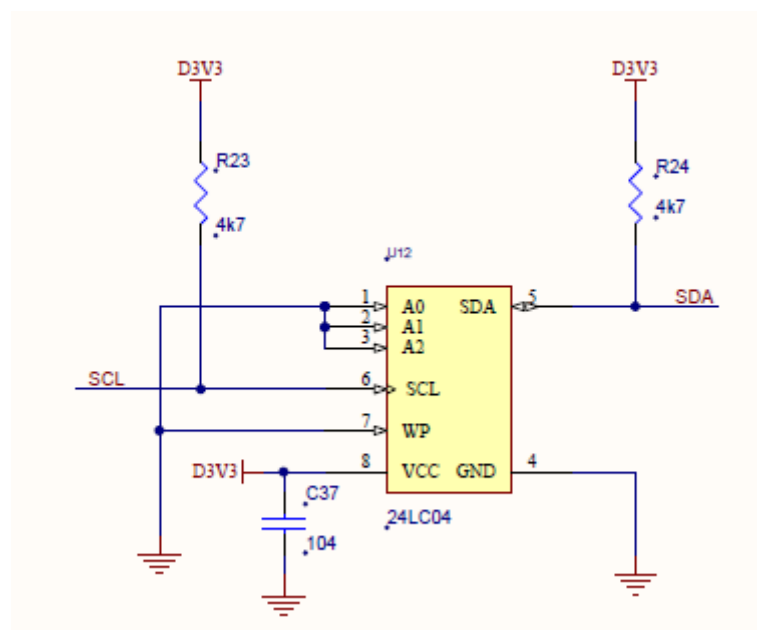 D3V3
D3V3
R23
R24
4k7
4k7
U12
1
A0
SDA
5
SDA
2
A1
3
A2
SCL
6
SCL
7
WP
D3V3
8
VCC
GND
4
C37
24LC04
104